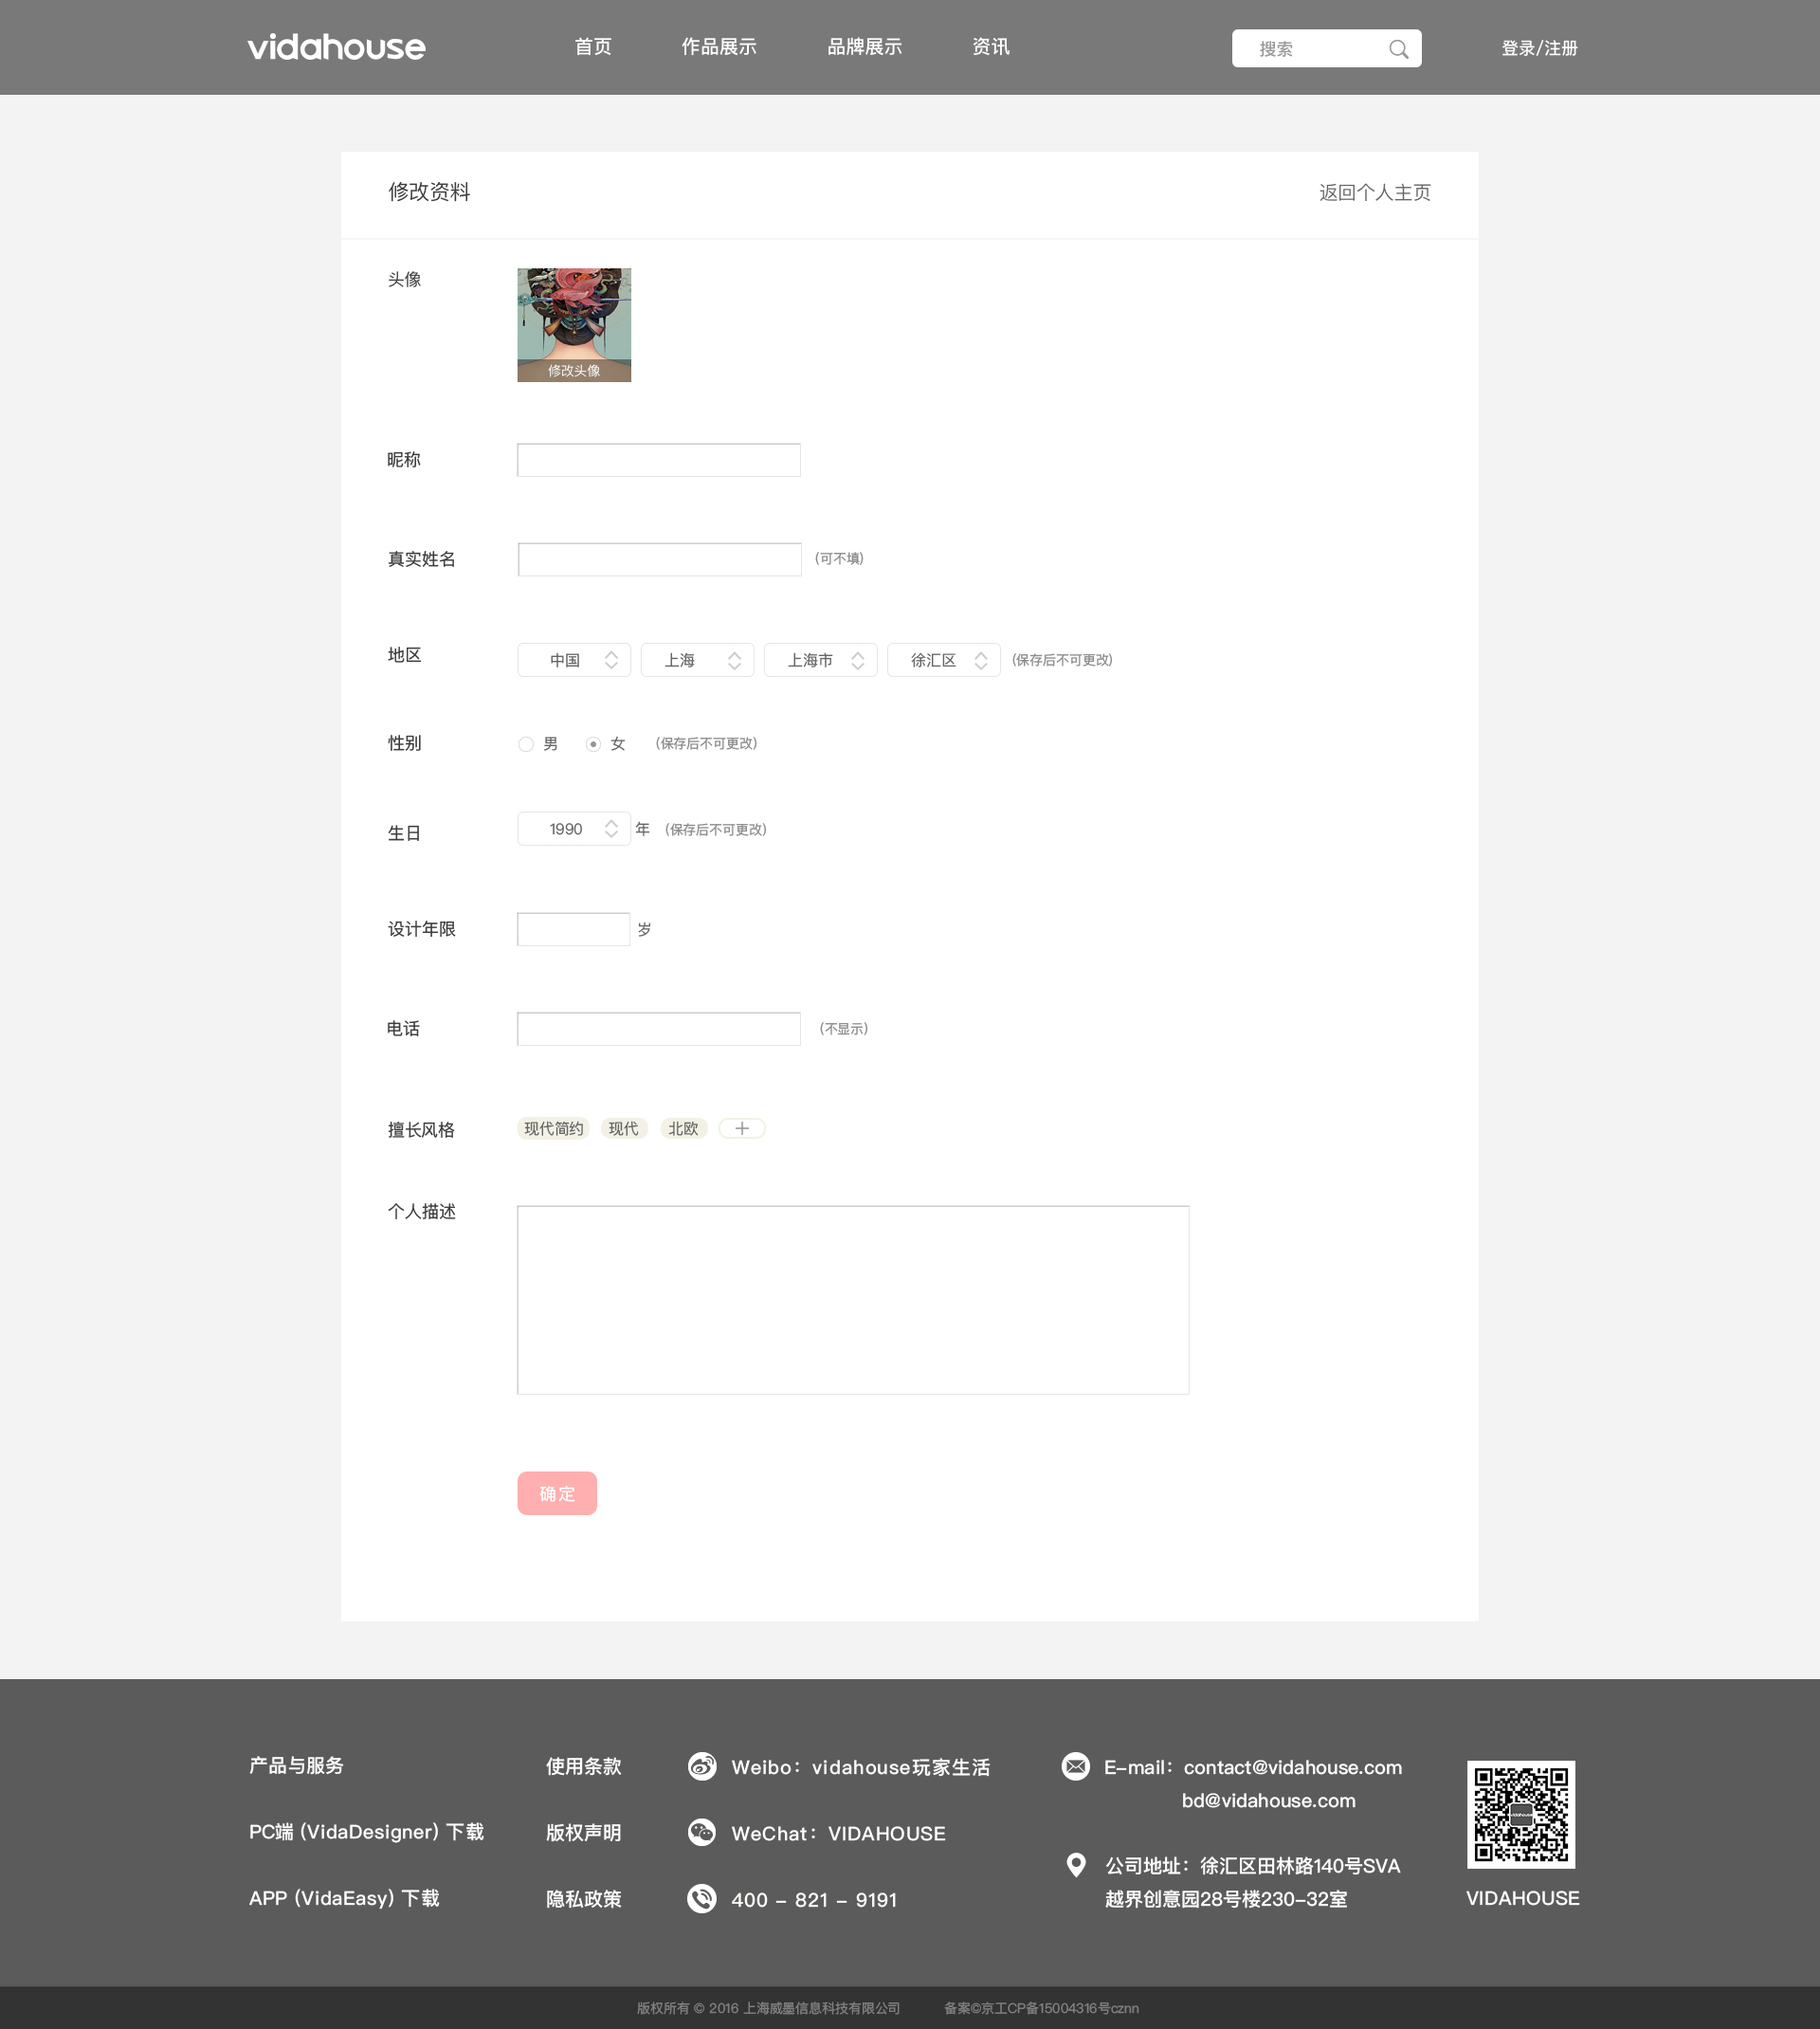 vidahouse 首页 作品展示 品牌展示 资讯 搜索 登录/注册
修改资料 返回个人主页
头像
修改头像
昵称
真实姓名 (可不填)
地区 中国 上海 上海市 徐汇区 (保存后不可更改)
性别 男 女 (保存后不可更改)
生日 1990 年 (保存后不可更改)
设计年限 岁
电话 (不显示)
擅长风格 现代简约 现代 北欧 +
个人描述
确定
产品与服务 使用条款 Weibo：vidahouse玩家生活 E-mail：contact@vidahouse.com
bd@vidahouse.com
PC端 (VidaDesigner) 下载 版权声明 WeChat：VIDAHOUSE
vidahouse
公司地址：徐汇区田林路140号SVA
APP (VidaEasy) 下载 隐私政策 400 - 821 - 9191 越界创意园28号楼230-32室 VIDAHOUSE
版权所有 © 2016 上海威墨信息科技有限公司 备案©京工CP备15004316号cznn